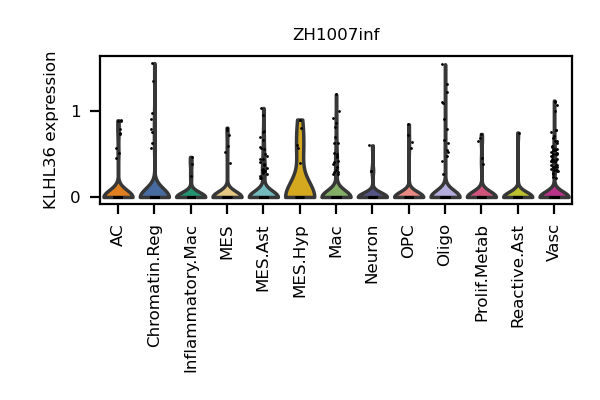 ZH1007inf
KLHL36 expression
1
0
AC
Chromatin.Reg
Inflammatory.Mac
MES
MES.Ast
MES.Hyp
Mac
Neuron
OPC
Oligo
Prolif.Metab
Reactive.Ast
Vasc